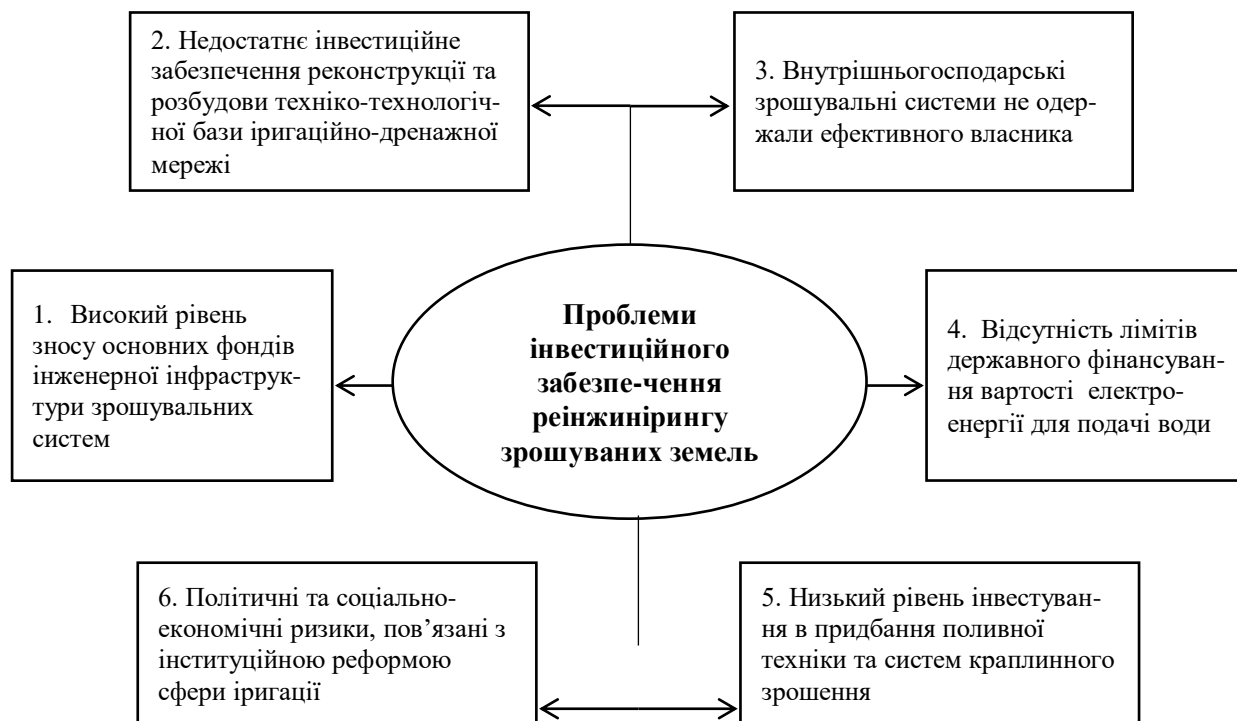 2. Недостатнє інвестиційне
забезпечення реконструкції та
розбудови техніко-технологіч-
ної бази іригаційно-дренажної
мережі
3. Внутрішньогосподарські
зрошувальні системи не одер-
жали ефективного власника
1. Високий рівень
зносу основних фондів
інженерної інфраструк-
тури зрошувальних
систем
Проблеми
інвестиційного
забезпе-чення
реінжинірингу
зрошуваних земель
4. Відсутність лімітів
державного фінансуван-
ня вартості електро-
енергії для подачі води
6. Політичні та соціально-
економічні ризики, пов’язані з
інституційною реформою
сфери іригації
5. Низький рівень інвестуван-
ня в придбання поливної
техніки та систем краплинного
зрошення